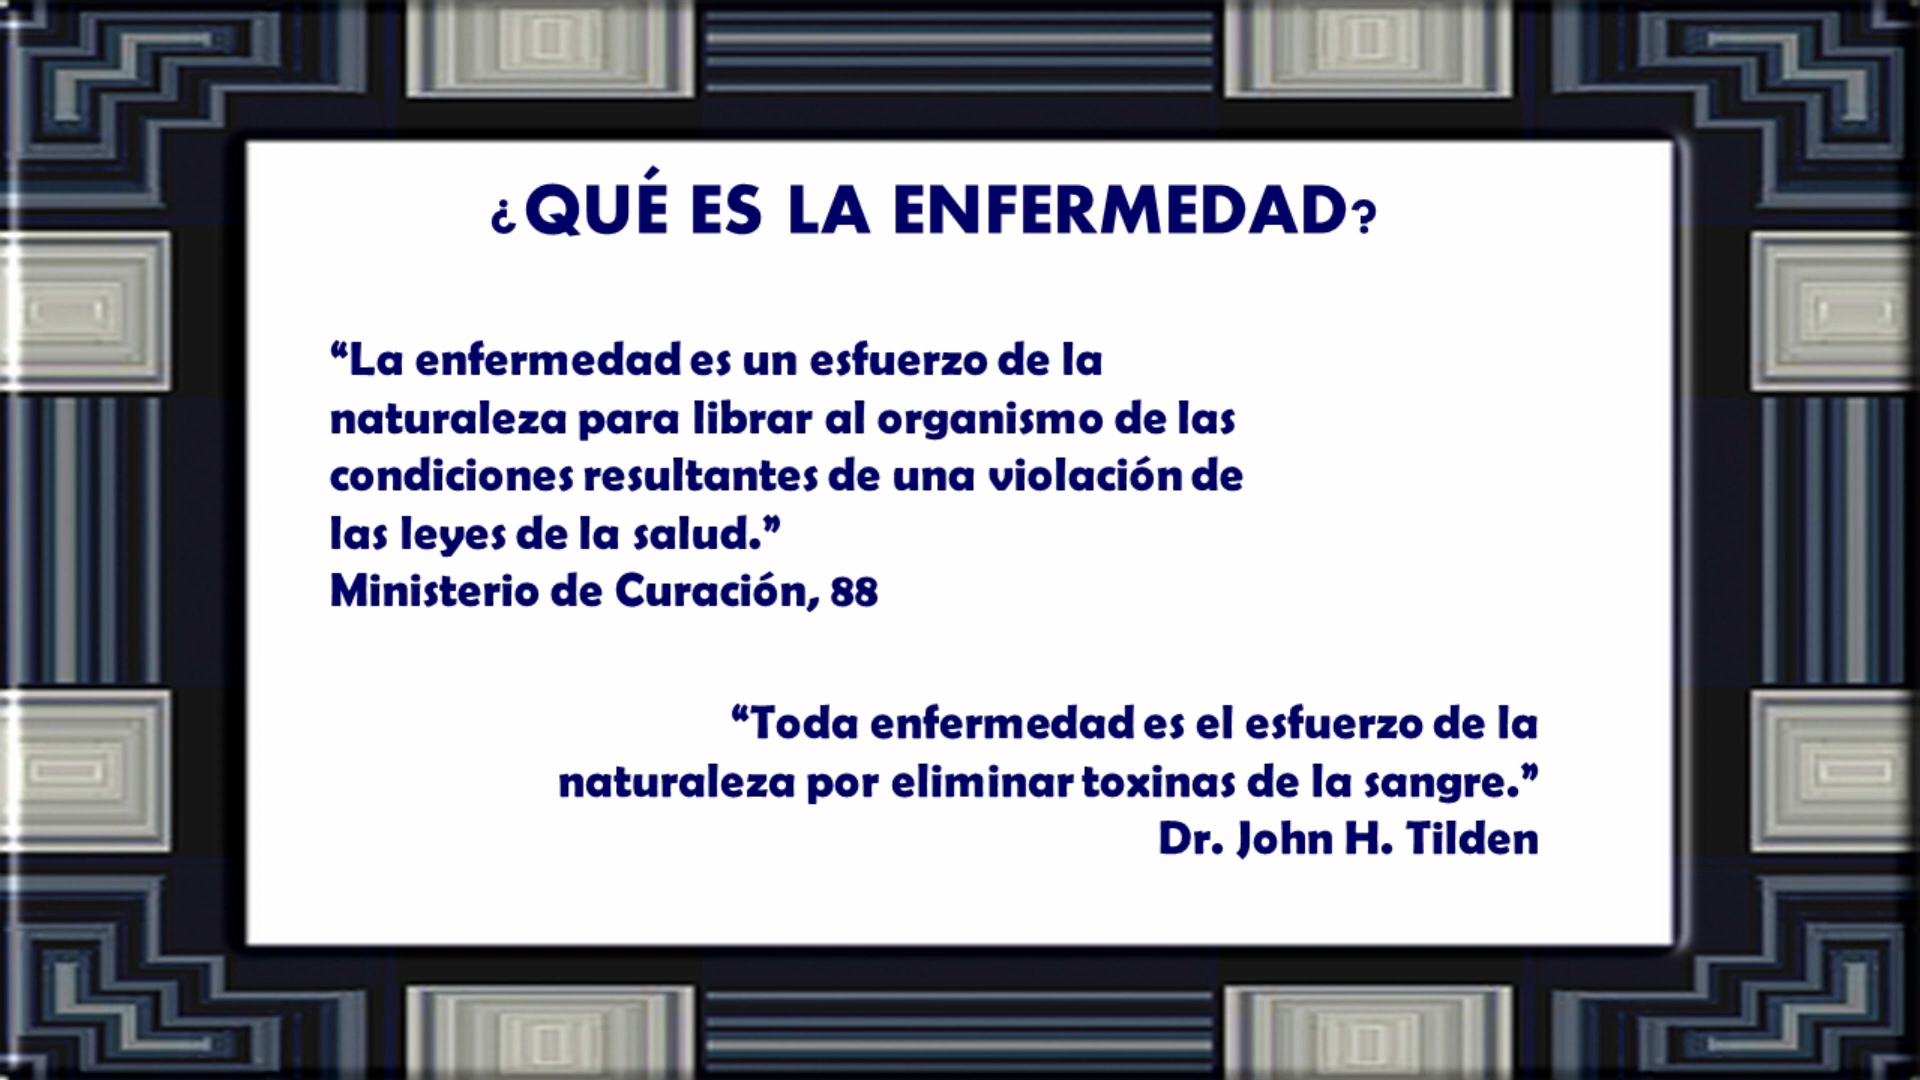 ¿QUÉ ES LA ENFERMEDAD?
“La enfermedad es un esfuerzo de la
naturaleza para librar al organismo de las
condiciones resultantes de una violación de
las leyes de la salud.”
Ministerio de Curación, 88
“Toda enfermedad es el esfuerzo de la
naturaleza por eliminar toxinas de la sangre.”
Dr. John H. Tilden